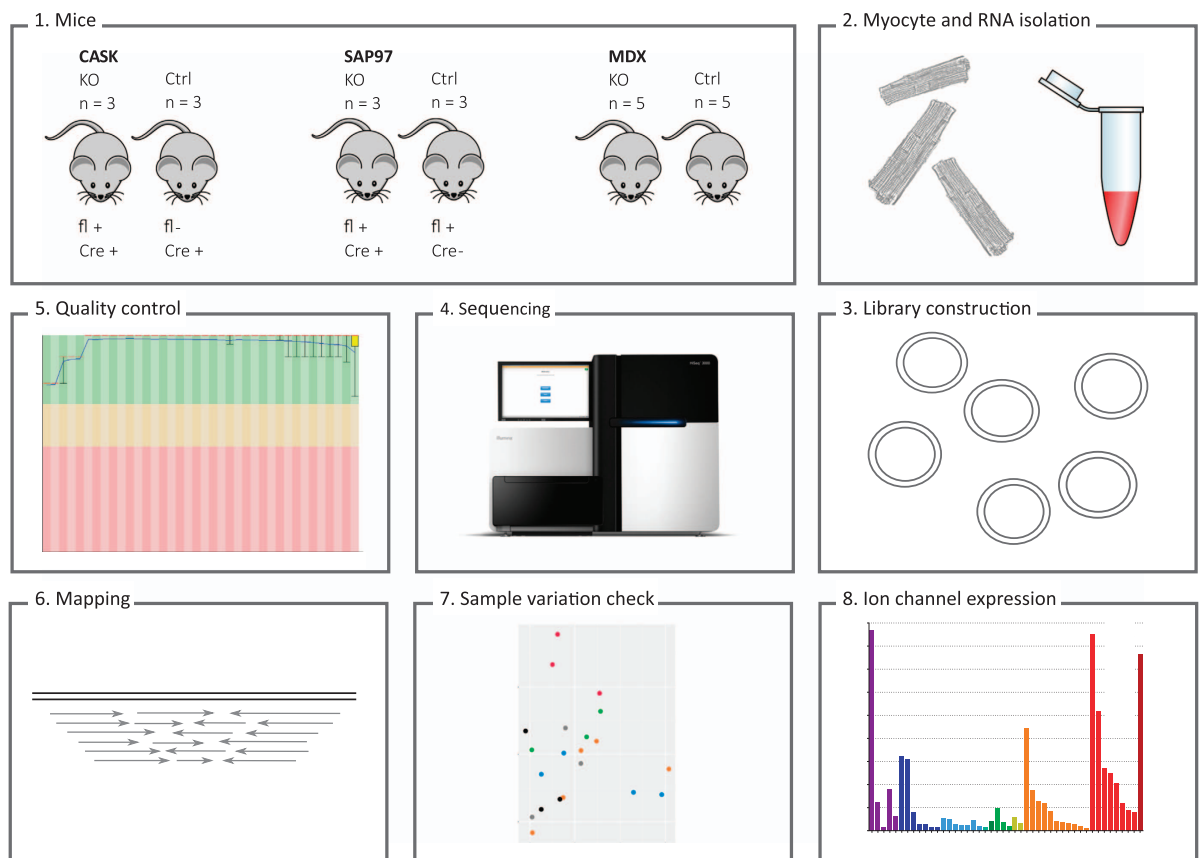 1. Mice
CASK
KO Ctrl
n = 3 n = 3
fl + fl-
Cre + Cre +
SAP97
KO Ctrl
n = 3 n = 3
fl + fl +
Cre + Cre-
MDX
KO Ctrl
n = 5 n = 5
2. Myocyte and RNA isolation
5. Quality control
4. Sequencing
3. Library construction
6. Mapping
7. Sample variation check
8. Ion channel expression